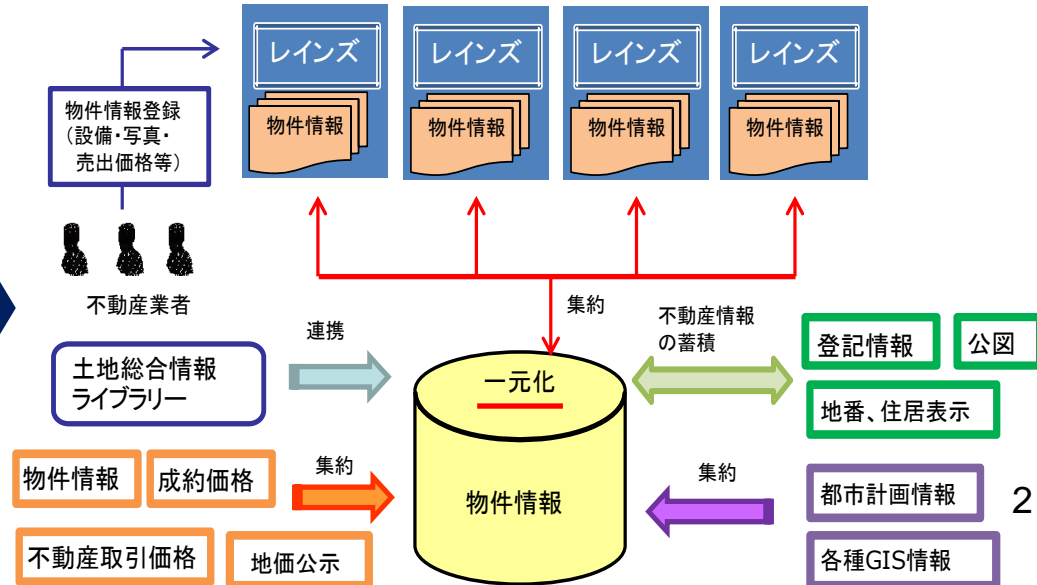 レインズ
レインズ
レインズ
レインズ
物件情報
物件情報
物件情報
物件情報
物件情報登録
（設備・写真・
売出価格等）
不動産業者
集約
連携
不動産情報
の蓄積
土地総合情報
ライブラリー
一元化
物件情報
登記情報
公図
地番、住居表示
物件情報
成約価格
集約
不動産取引価格
地価公示
集約
都市計画情報
各種GIS情報
2